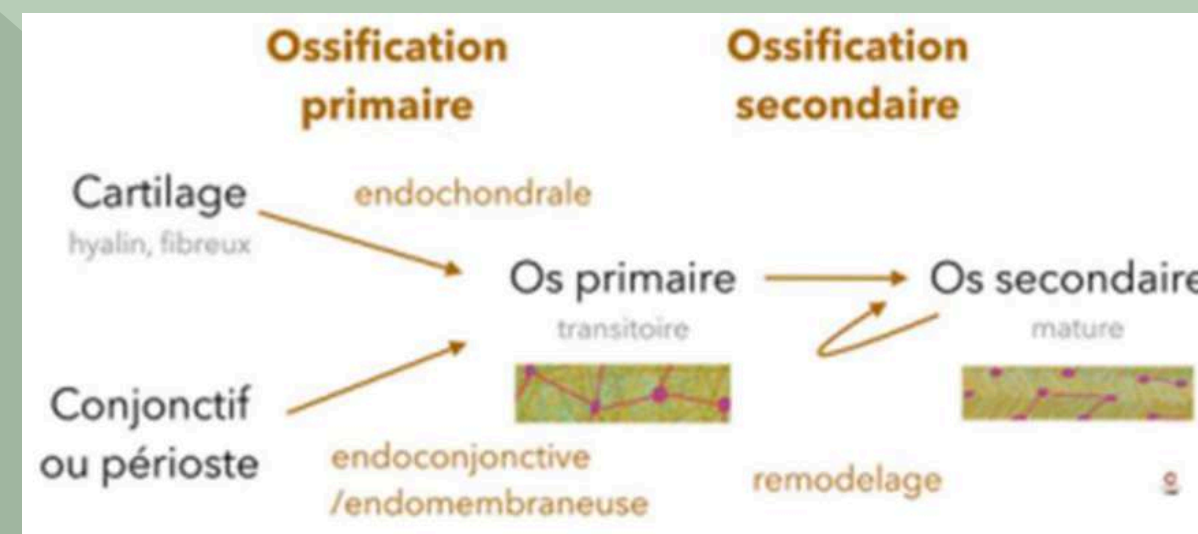 Ossification
primaire
Ossification
secondaire
Cartilage
hyalin, fibreux
endochondrale
Os primaire
transitoire
Os secondaire
mature
Conjonctif
ou périoste
endoconjonctive
/endomembraneuse
remodelage